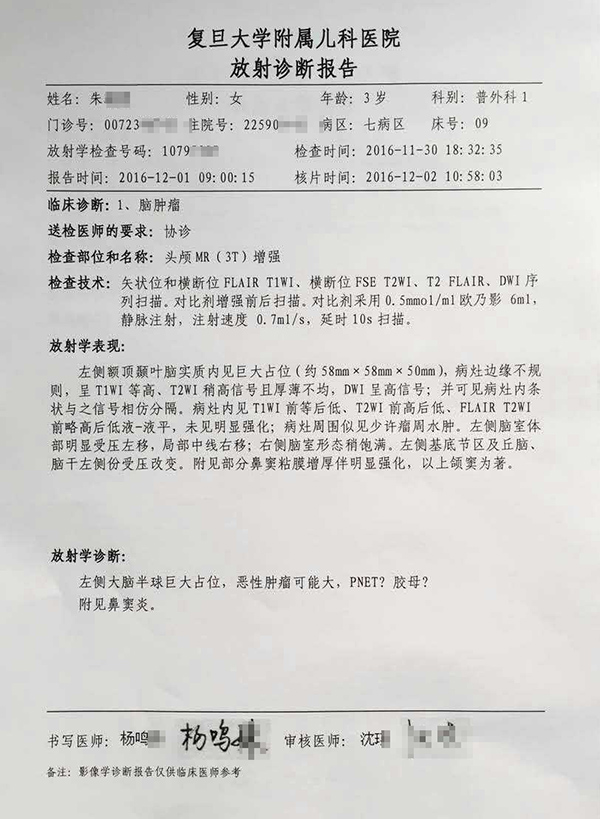 复旦大学附属儿科医院
放射诊断报告
姓名：朱 性别：女 年龄：3岁 科别：普外科1
门诊号：00723 住院号：22590 病区：七病区 床号：09
放射学检查号码：1079 检查时间：2016-11-30 18:32:35
报告时间：2016-12-01 09:00:15 核片时间：2016-12-02 10:58:03
临床诊断：1、脑肿瘤
送检医师的要求：协诊
检查部位和名称：头颅MR（3T）增强
检查技术：矢状位和横断位FLAIR T1WI、横断位FSE T2WI、T2 FLAIR、DWI序
列扫描。对比剂增强前后扫描。对比剂采用0.5mmol/ml欧乃影 6ml，
静脉注射，注射速度 0.7ml/s，延时10s扫描。
放射学表现：
左侧额顶颞叶脑实质内见巨大占位（约58mm×58mm×50mm），病灶边缘不规
则，呈T1WI等高、T2WI稍高信号且厚薄不均，DWI呈高信号；并可见病灶内条
状与之信号相仿分隔。病灶内见T1WI前等后低、T2WI前高后低、FLAIR T2WI
前略高后低液-液平，未见明显强化；病灶周围似见少许瘤周水肿。左侧脑室体
部明显受压左移，局部中线右移；右侧脑室形态稍饱满。左侧基底节区及丘脑、
脑干左侧份受压改变。附见部分鼻窦粘膜增厚伴明显强化，以上颌窦为著。
放射学诊断：
左侧大脑半球巨大占位，恶性肿瘤可能大，PNET？胶母？
附见鼻窦炎。
书写医师：杨鸣 杨鸣 审核医师：沈
备注：影像学诊断报告仅供临床医师参考